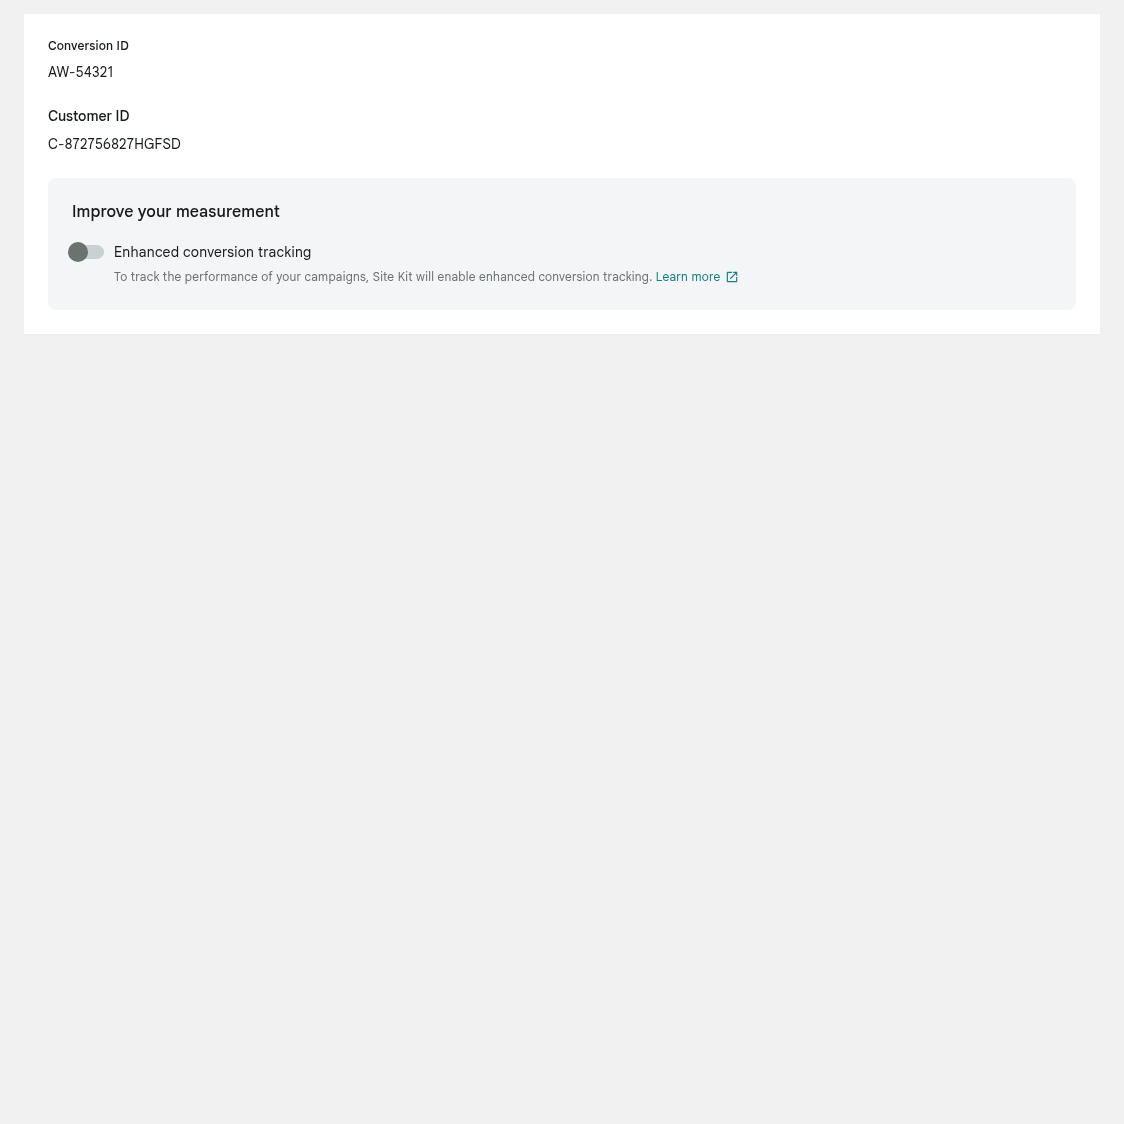 Conversion ID
AW-54321
Customer ID
C-872756827HGFSD
Improve your measurement
Enhanced conversion tracking
To track the performance of your campaigns, Site Kit will enable enhanced conversion tracking. Learn more